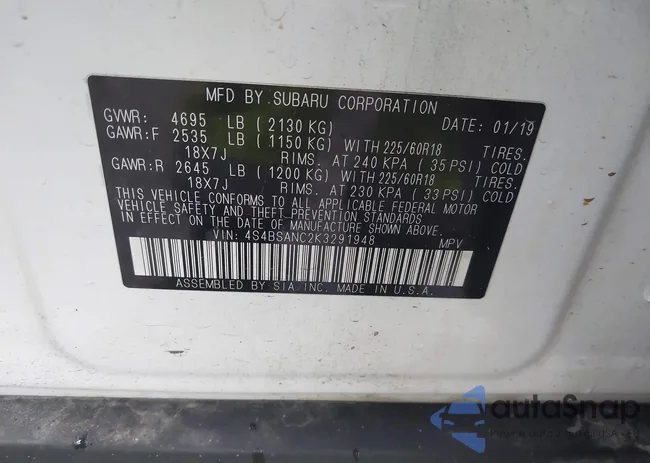 MFD BY SUBARU CORPORATION
GVWR: 4695 LB (2130 KG) DATE: 01/19
GAWR:F 2535 LB (1150 KG) WITH 225/60R18 TIRES.
18X7J RIMS. AT 240 KPA (35 PSI) COLD
GAWR:R 2645 LB (1200 KG) WITH 225/60R18 TIRES.
18X7J RIMS. AT 230 KPA (33 PSI) COLD
THIS VEHICLE CONFORMS TO ALL APPLICABLE FEDERAL MOTOR
VEHICLE SAFETY AND THEFT PREVENTION STANDARDS
IN EFFECT ON THE DATE OF MANUFACTURE SHOWN ABOVE.
VIN: 4S4BSANC2K3291948 MPV
ASSEMBLED BY SIA INC. MADE IN U.S.A.
autoSnap